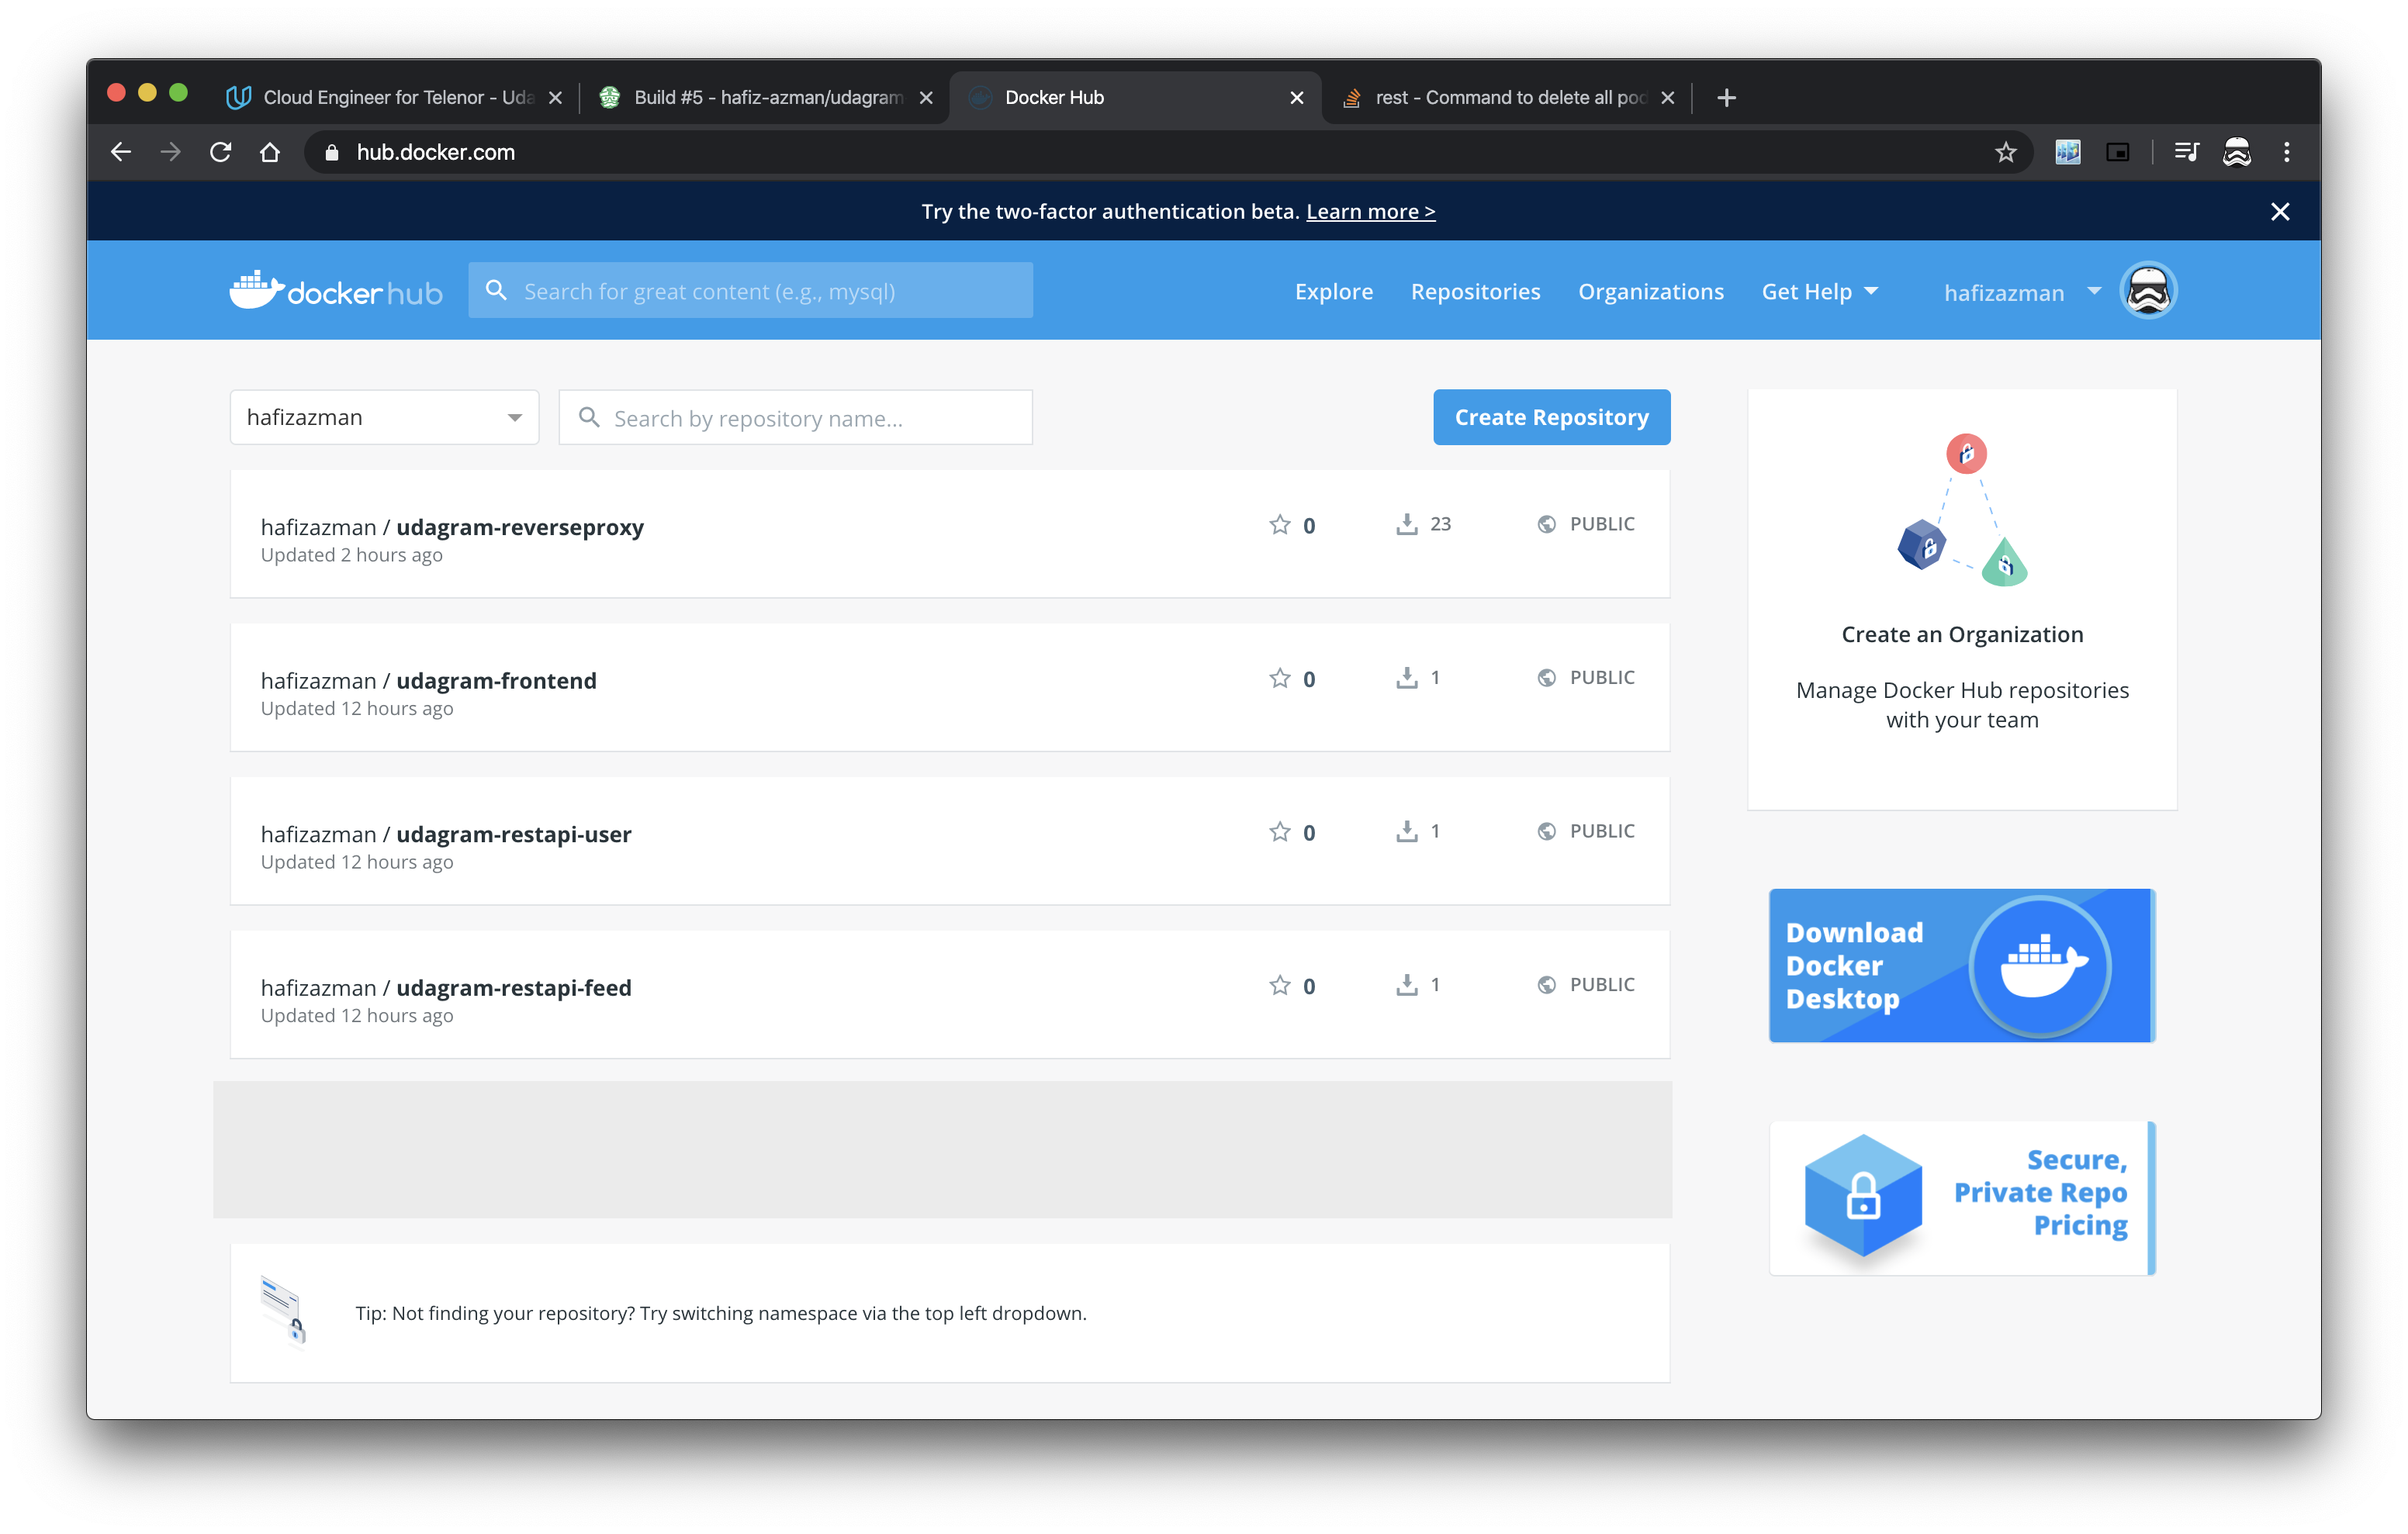 Cloud Engineer for Telenor - Uda
Build #5 - hafiz-azman/udagram
Docker Hub
rest - Command to delete all pod
hub.docker.com
Try the two-factor authentication beta. Learn more >
docker hub
Search for great content (e.g., mysql)
Explore
Repositories
Organizations
Get Help
hafizazman
hafizazman
Search by repository name...
Create Repository
hafizazman / udagram-reverseproxy
0
23
PUBLIC
Updated 2 hours ago
hafizazman / udagram-frontend
0
1
PUBLIC
Updated 12 hours ago
hafizazman / udagram-restapi-user
0
1
PUBLIC
Updated 12 hours ago
hafizazman / udagram-restapi-feed
0
1
PUBLIC
Updated 12 hours ago
Tip: Not finding your repository? Try switching namespace via the top left dropdown.
Create an Organization
Manage Docker Hub repositories
with your team
Download
Docker
Desktop
Secure,
Private Repo
Pricing